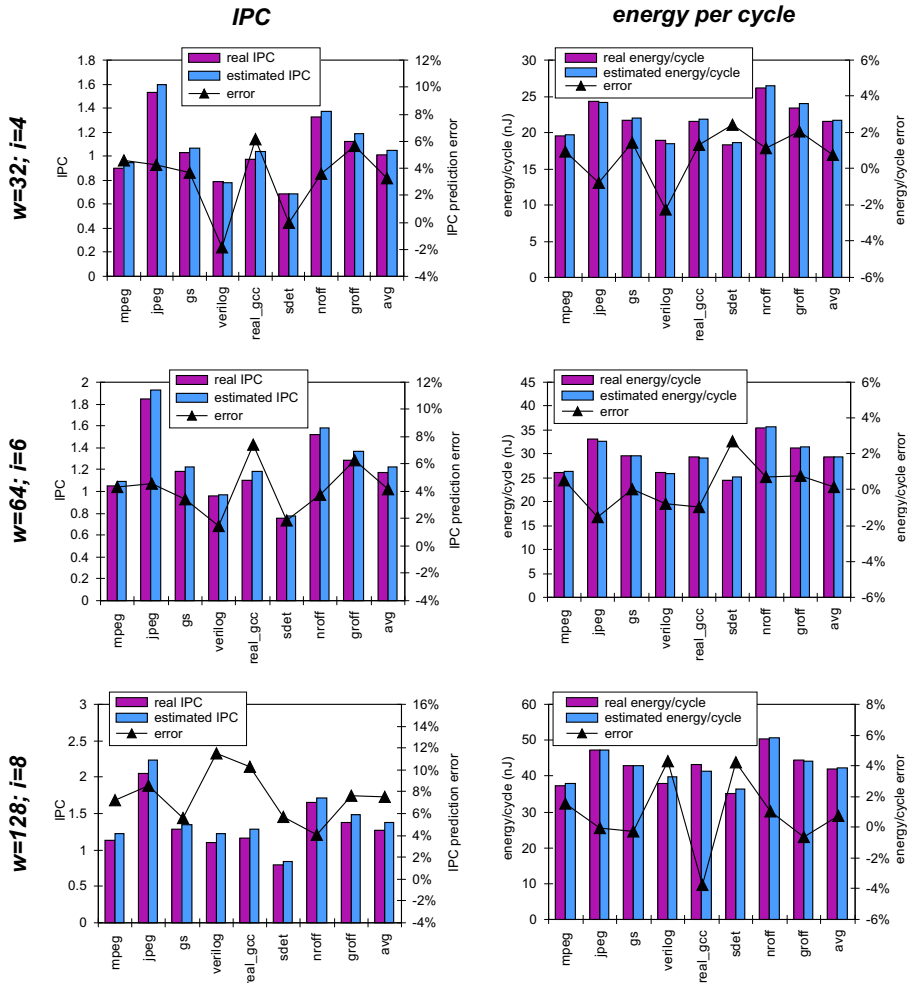 IPC
energy per cycle
w=32; i=4
real IPC
estimated IPC
error
IPC
1.8
1.6
1.4
1.2
1
0.8
0.6
0.4
0.2
0
12%
10%
8%
6%
4%
2%
0%
-2%
-4%
IPC prediction error
mpeg
jpeg
gs
verilog
real_gcc
sdet
nroff
groff
avg
real energy/cycle
estimated energy/cycle
error
energy/cycle (nJ)
30
25
20
15
10
5
0
6%
4%
2%
0%
-2%
-4%
-6%
energy/cycle error
mpeg
jpeg
gs
verilog
real_gcc
sdet
nroff
groff
avg
w=64; i=6
real IPC
estimated IPC
error
IPC
2
1.8
1.6
1.4
1.2
1
0.8
0.6
0.4
0.2
0
12%
10%
8%
6%
4%
2%
0%
-2%
-4%
IPC prediction error
mpeg
jpeg
gs
verilog
real_gcc
sdet
nroff
groff
avg
real energy/cycle
estimated energy/cycle
error
energy/cycle (nJ)
45
40
35
30
25
20
15
10
5
0
6%
4%
2%
0%
-2%
-4%
-6%
energy/cycle error
mpeg
jpeg
gs
verilog
real_gcc
sdet
nroff
groff
avg
w=128; i=8
real IPC
estimated IPC
error
IPC
3
2.5
2
1.5
1
0.5
0
16%
14%
12%
10%
8%
6%
4%
2%
0%
-2%
-4%
IPC prediction error
mpeg
jpeg
gs
verilog
real_gcc
sdet
nroff
groff
avg
real energy/cycle
estimated energy/cycle
error
energy/cycle (nJ)
60
50
40
30
20
10
0
8%
6%
4%
2%
0%
-2%
-4%
-6%
energy/cycle error
mpeg
jpeg
gs
verilog
real_gcc
sdet
nroff
groff
avg